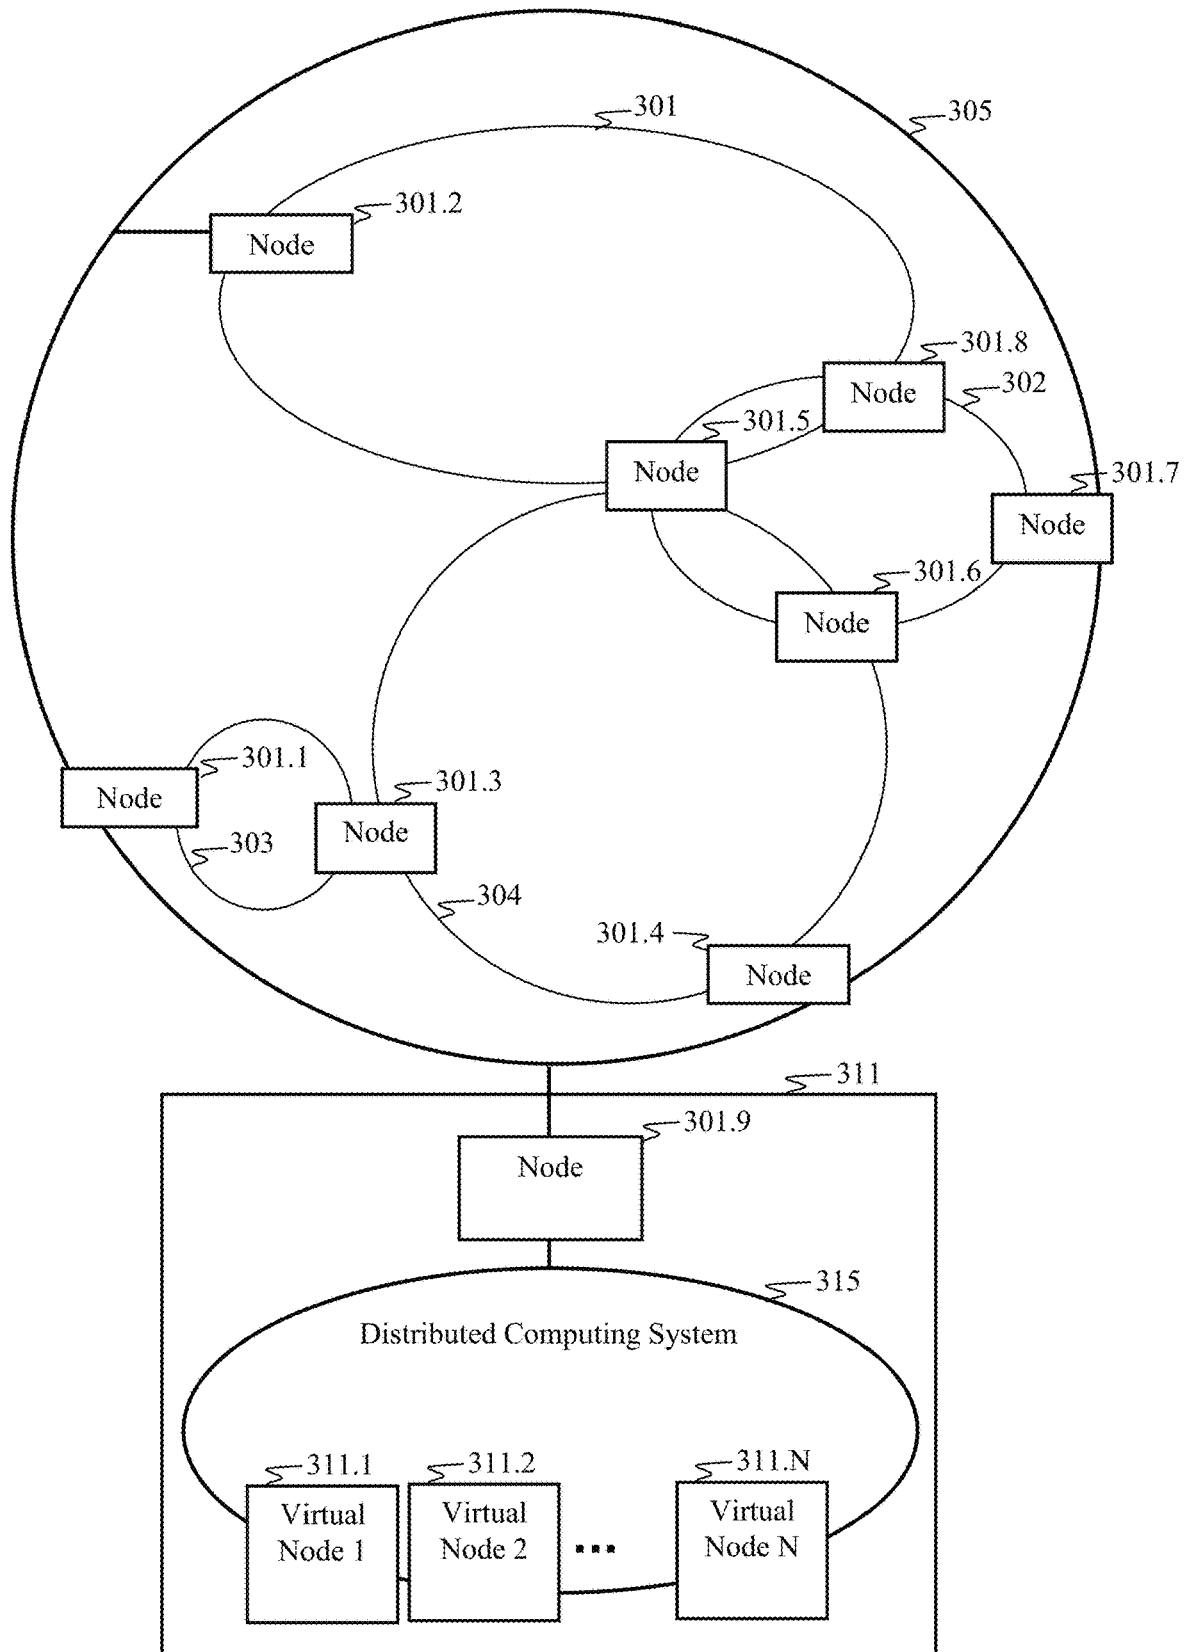 301
305
301.2
Node
301.8
Node
302
301.5
Node
301.7
Node
301.6
Node
301.1
Node
301.3
Node
303
304
301.4
Node
311
301.9
Node
315
Distributed Computing System
311.1
311.2
311.N
Virtual
Node 1
Virtual
Node 2
...
Virtual
Node N